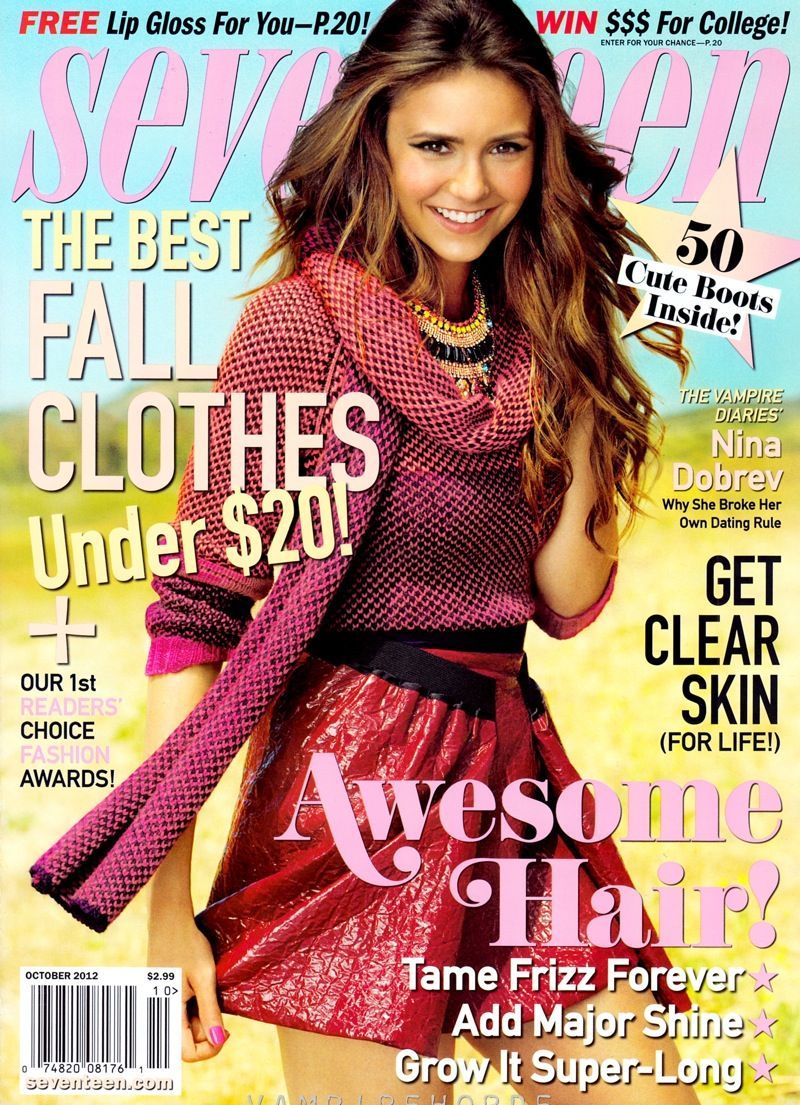 FREE Lip Gloss For You—P.20!
WIN $$$ For College!
ENTER FOR YOUR CHANCE—P.20
seventeen
THE BEST
FALL
CLOTHES
Under $20!
+
OUR 1st
READERS'
CHOICE
FASHION
AWARDS!
50
Cute Boots
Inside!
THE VAMPIRE
DIARIES'
Nina
Dobrev
Why She Broke Her
Own Dating Rule
GET
CLEAR
SKIN
(FOR LIFE!)
Awesome
Hair!
Tame Frizz Forever
Add Major Shine
Grow It Super-Long
OCTOBER 2012 $2.99
10>
0 74820 08176 1
seventeen.com